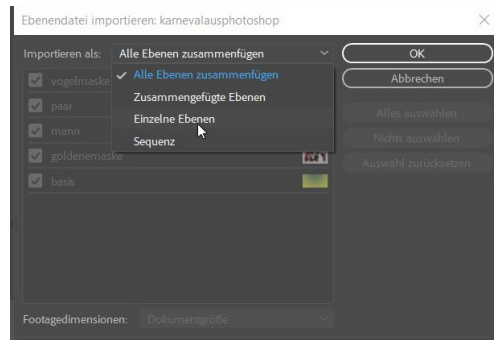 Ebenendatei importieren: karnevalausphotoshop
Importieren als: Alle Ebenen zusammenfügen
Alle Ebenen zusammenfügen
Zusammengefügte Ebenen
Einzelne Ebenen
Sequenz
vogelmaske
paar
mann
goldenemaske
basis
OK
Abbrechen
Alles auswählen
Nichts auswählen
Auswahl zurücksetzen
Footagedimensionen: Dokumentgröße